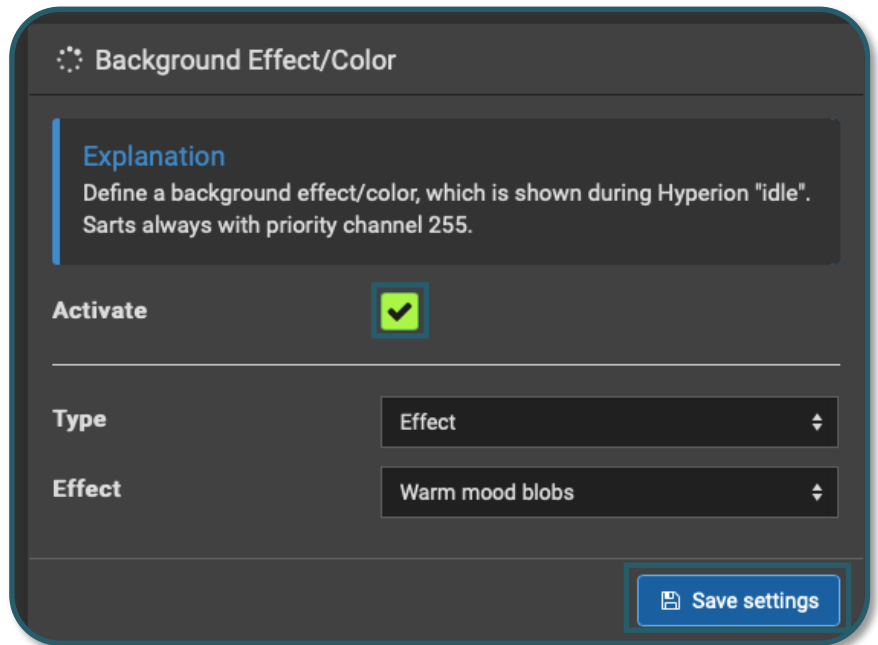 Background Effect/Color
Explanation
Define a background effect/color, which is shown during Hyperion "idle".
Sarts always with priority channel 255.
Activate
Type
Effect
Effect
Warm mood blobs
Save settings